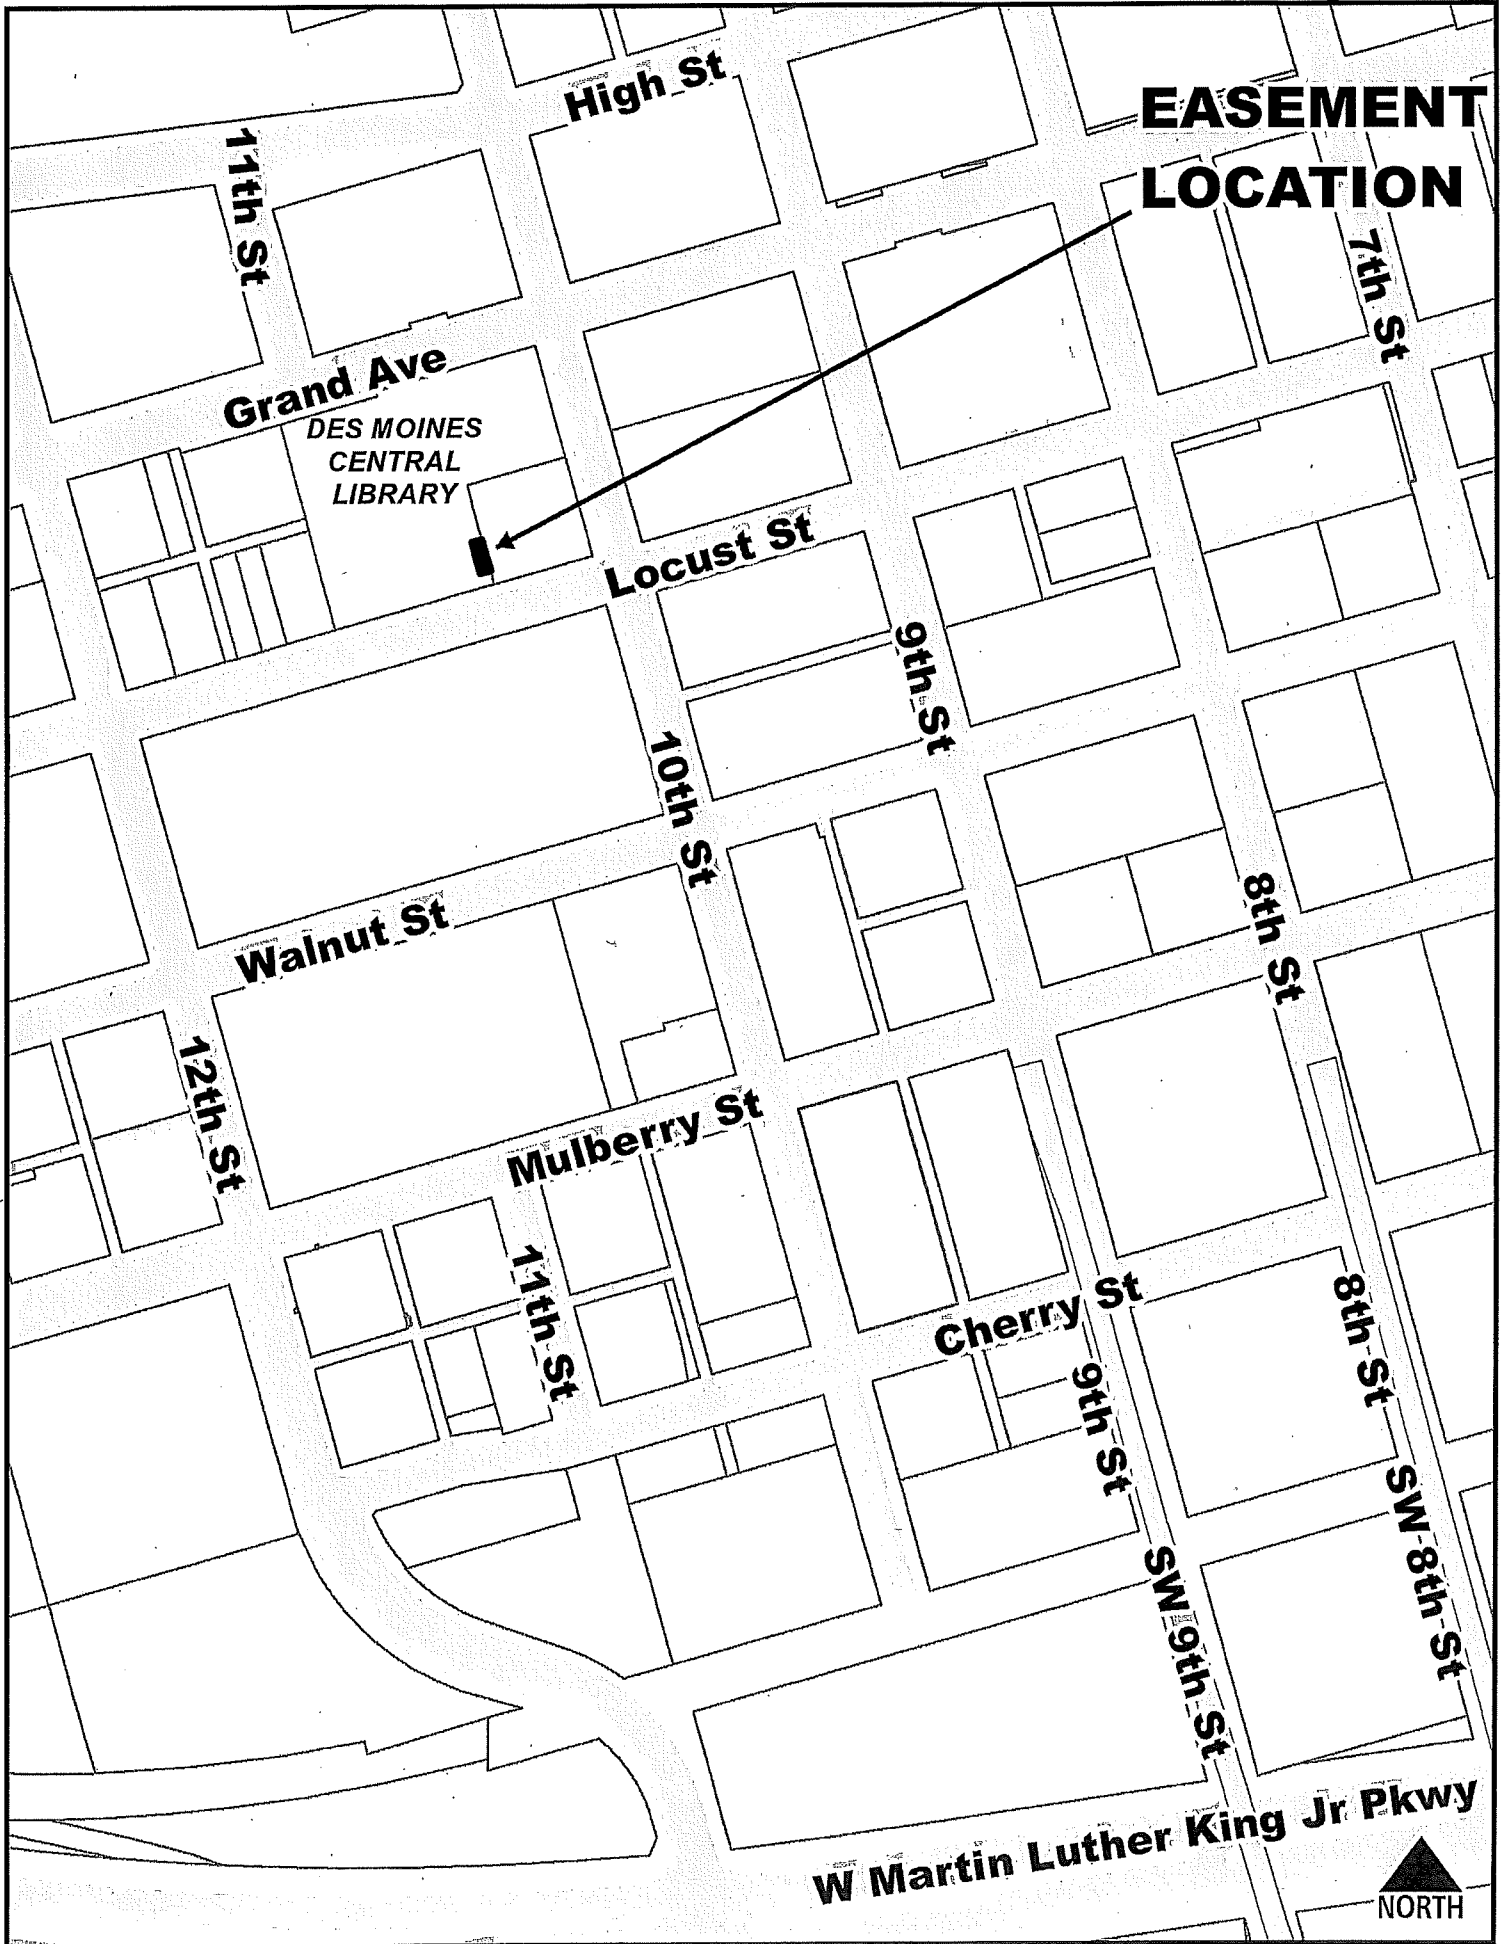 High St
EASEMENT
LOCATION
11th St
7th St
Grand Ave
DES MOINES
CENTRAL
LIBRARY
Locust St
9th St
10th St
8th St
Walnut St
12th St
Mulberry St
11th St
Cherry St
8th St
9th St
SW 8th St
SW 9th St
W Martin Luther King Jr Pkwy
NORTH